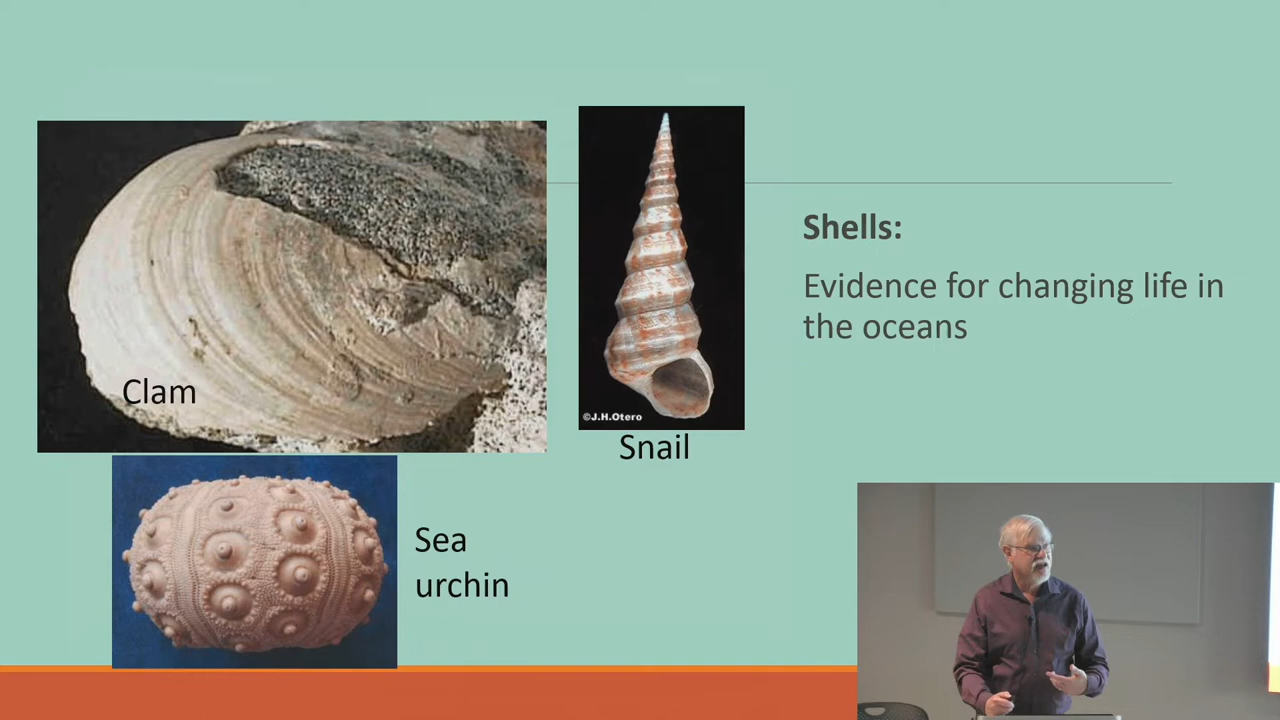 Shells:
Evidence for changing life in
the oceans
Clam
©J.H.Otero
Snail
Sea
urchin